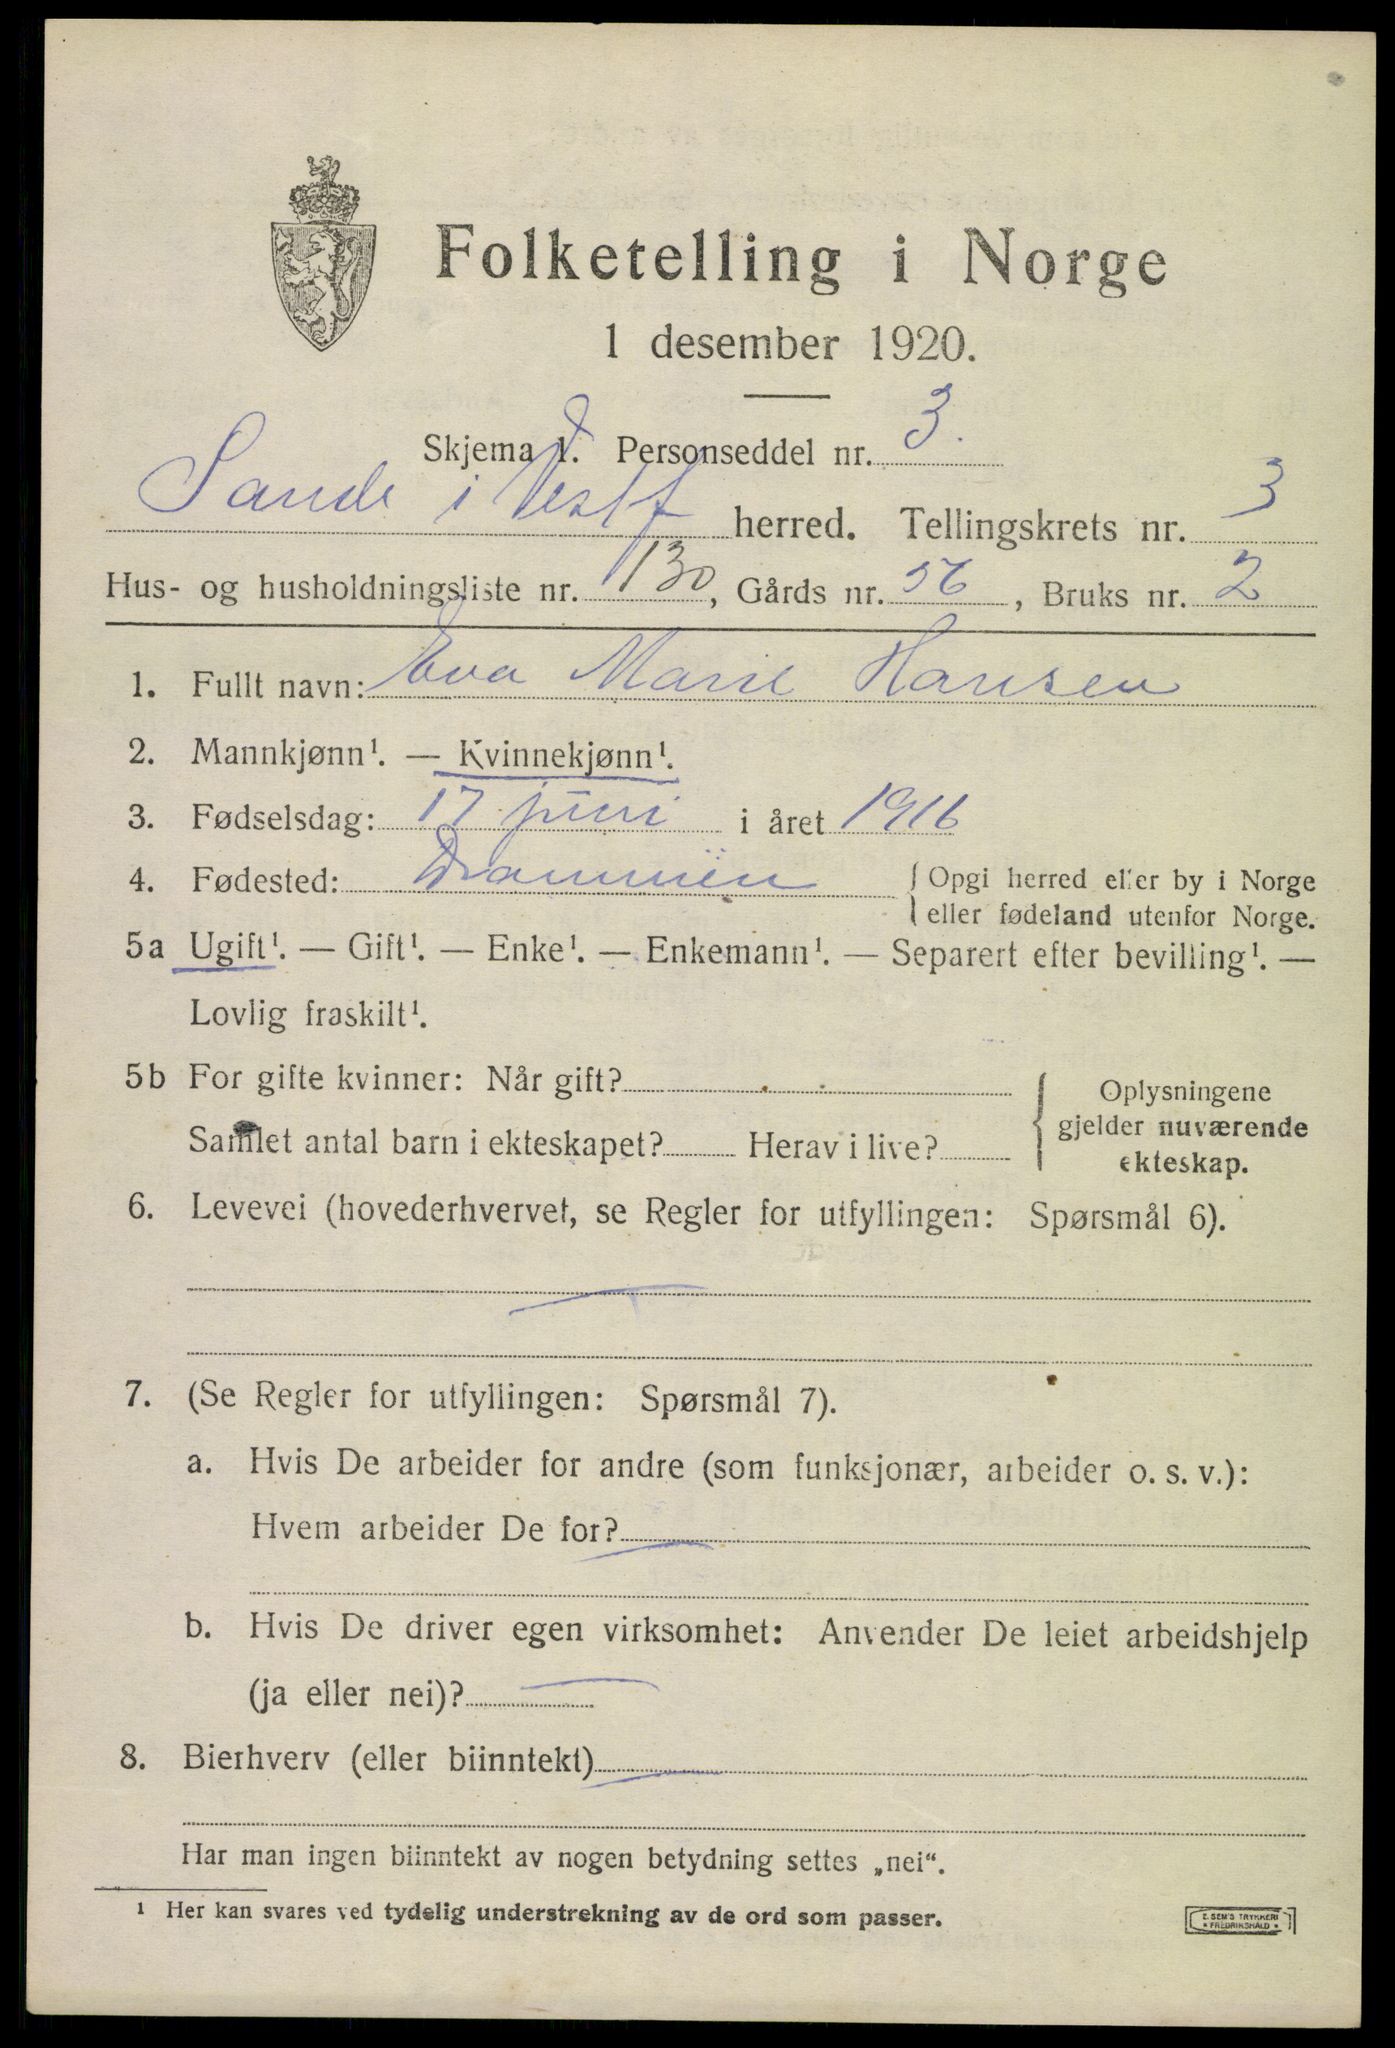 Folketelling i Norge
1 desember 1920.
Skjema 1. Personseddel nr. 3.
Sande i Vestf herred. Tellingskrets nr. 3
Hus- og husholdningsliste nr. 130, Gårds nr. 56, Bruks nr. 2
1. Fullt navn: Eva Marie Hansen
2. Mannkjønn¹. — Kvinnekjønn¹.
3. Fødselsdag: 17 juni i året 1916
4. Fødested: Drammen { Opgi herred eller by i Norge
eller fødeland utenfor Norge.
5a Ugift¹. — Gift¹. — Enke¹. — Enkemann¹. — Separert efter bevilling¹. —
Lovlig fraskilt¹.
5b For gifte kvinner: Når gift? { Oplysningene
gjelder nuværende
ekteskap.
Samlet antal barn i ekteskapet? Herav i live?
6. Levevei (hovederhvervet, se Regler for utfyllingen: Spørsmål 6).
—
7. (Se Regler for utfyllingen: Spørsmål 7).
a. Hvis De arbeider for andre (som funksjonær, arbeider o. s. v.):
Hvem arbeider De for? —
b. Hvis De driver egen virksomhet: Anvender De leiet arbeidshjelp
(ja eller nei)? —
8. Bierhverv (eller biinntekt) —
Har man ingen biinntekt av nogen betydning settes „nei“.
¹ Her kan svares ved tydelig understrekning av de ord som passer.
E. SEM'S TRYKKERI
* FREDRIKSHALD *